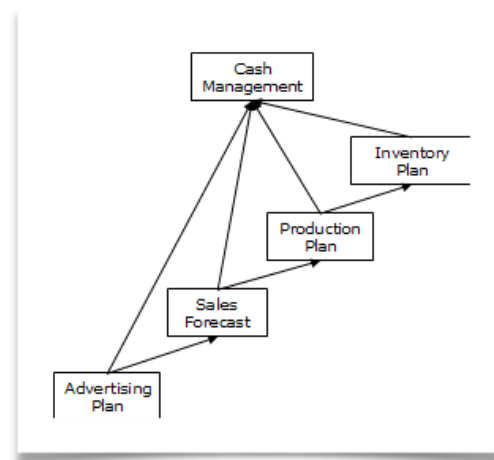 Cash
Management
Inventory
Plan
Production
Plan
Sales
Forecast
Advertising
Plan